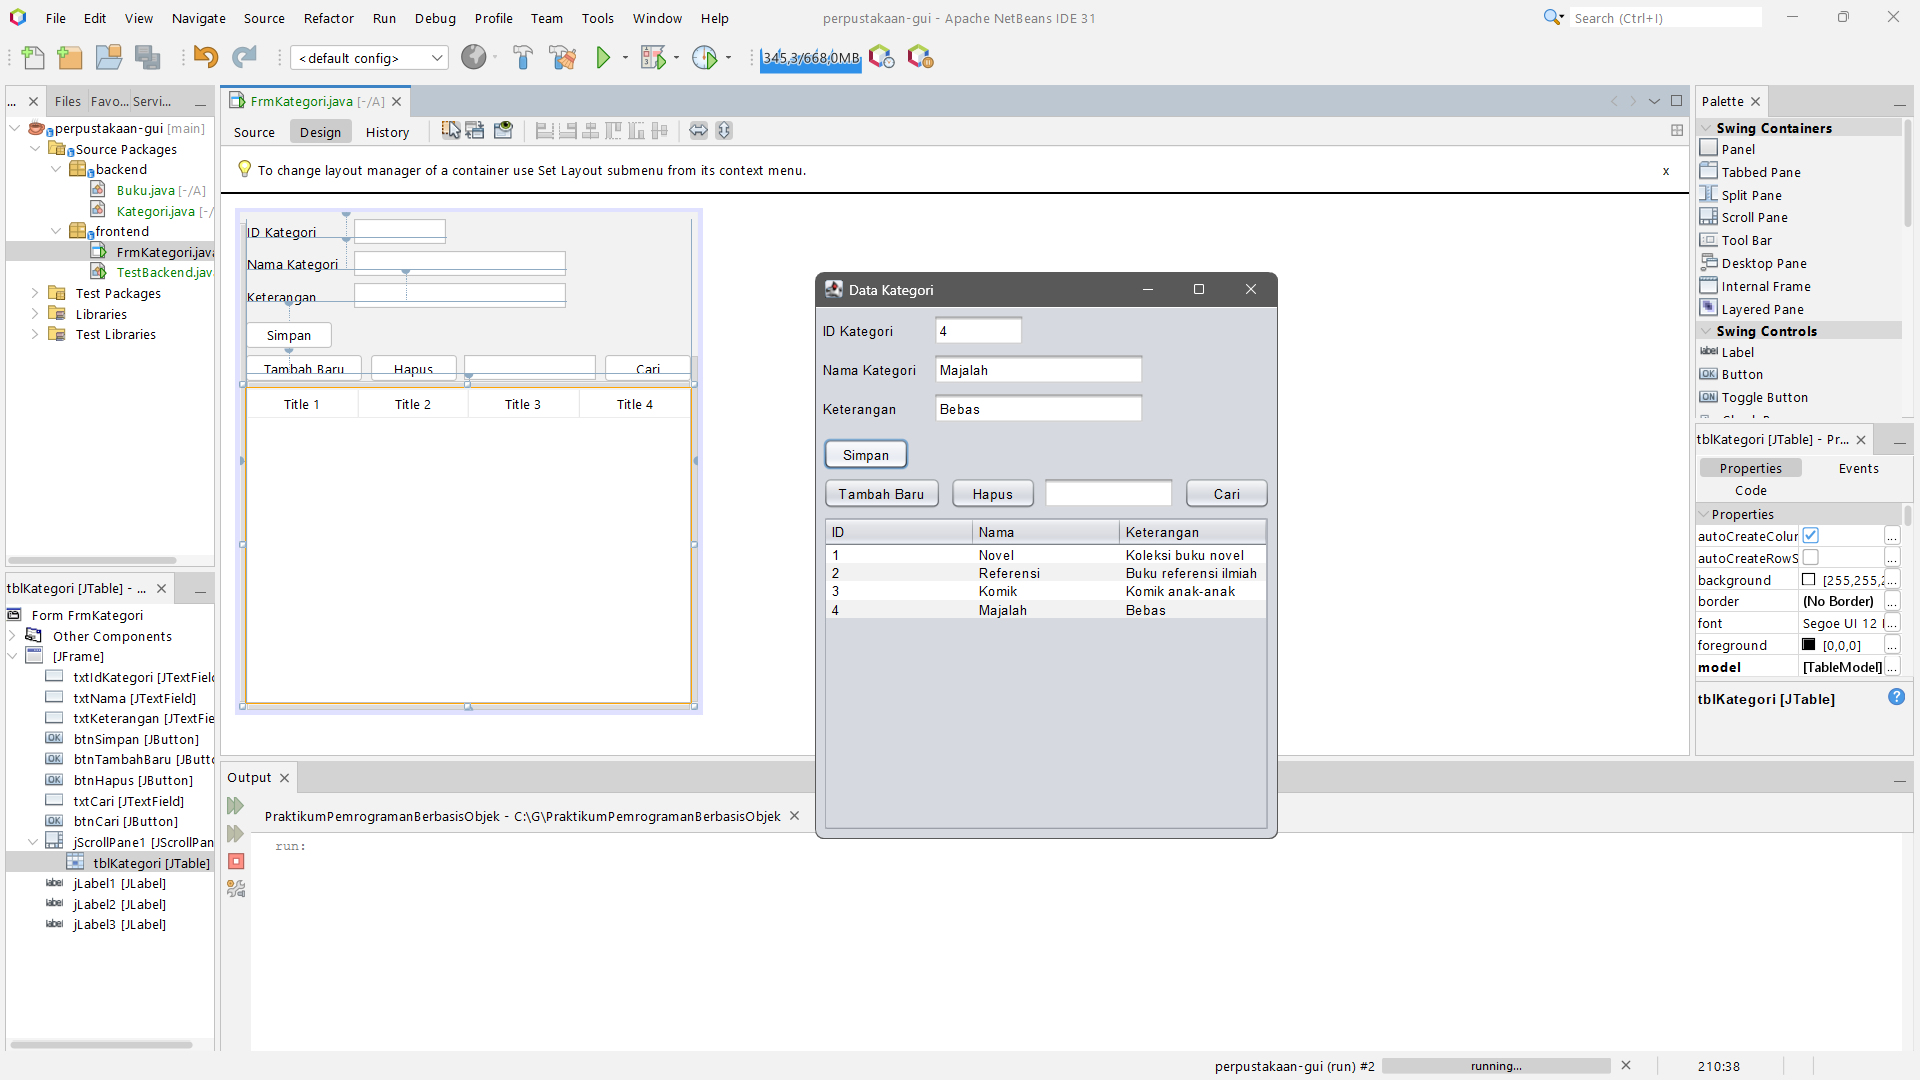 File Edit View Navigate Source Refactor Run Debug Profile Team Tools Window Help
perpustakaan-gui - Apache NetBeans IDE 31
Search (Ctrl+I)
<default config>
345,3/668,0MB
... Files Favo... Servi...
perpustakaan-gui [main]
Source Packages
backend
Buku.java [-/A]
Kategori.java [-/
frontend
FrmKategori.java
TestBackend.jav
Test Packages
Libraries
Test Libraries
tblKategori [JTable] - ...
Form FrmKategori
Other Components
[JFrame]
txtIdKategori [JTextField
txtNama [JTextField]
txtKeterangan [JTextFie
btnSimpan [JButton]
btnTambahBaru [JButto
btnHapus [JButton]
txtCari [JTextField]
btnCari [JButton]
jScrollPane1 [JScrollPan
tblKategori [JTable]
jLabel1 [JLabel]
jLabel2 [JLabel]
jLabel3 [JLabel]
FrmKategori.java [-/A]
Source Design History
To change layout manager of a container use Set Layout submenu from its context menu.
x
ID Kategori
Nama Kategori
Keterangan
Simpan
Tambah Baru Hapus Cari
Title 1 Title 2 Title 3 Title 4
Data Kategori
ID Kategori 4
Nama Kategori Majalah
Keterangan Bebas
Simpan
Tambah Baru Hapus Cari
ID Nama Keterangan
1 Novel Koleksi buku novel
2 Referensi Buku referensi ilmiah
3 Komik Komik anak-anak
4 Majalah Bebas
Output
PraktikumPemrogramanBerbasisObjek - C:\G\PraktikumPemrogramanBerbasisObjek
run:
Palette
Swing Containers
Panel
Tabbed Pane
Split Pane
Scroll Pane
Tool Bar
Desktop Pane
Internal Frame
Layered Pane
Swing Controls
label Label
OK Button
ON Toggle Button
tblKategori [JTable] - Pr...
Properties Events
Code
Properties
autoCreateColur ...
autoCreateRowS ...
background [255,255,2 ...
border (No Border) ...
font Segoe UI 12 ...
foreground [0,0,0] ...
model [TableModel] ...
tblKategori [JTable]
perpustakaan-gui (run) #2 running... 210:38